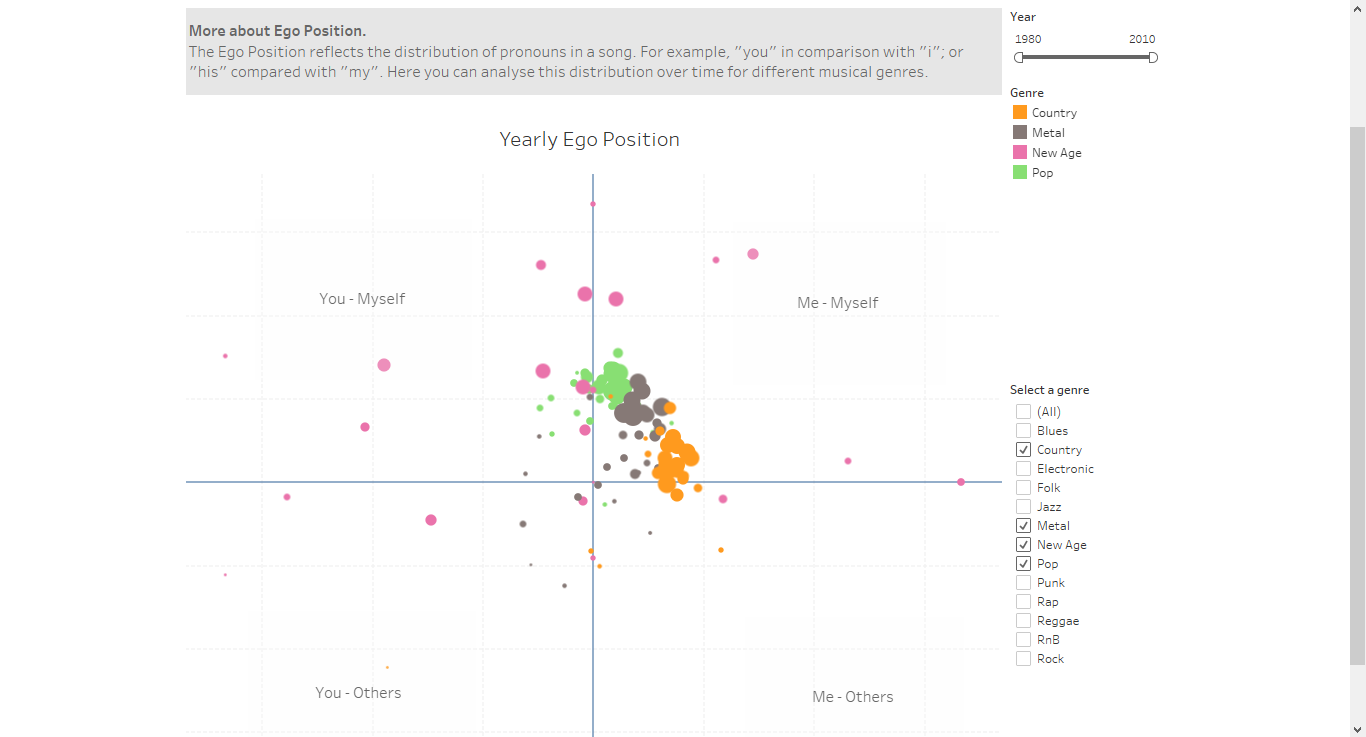 More about Ego Position.
The Ego Position reflects the distribution of pronouns in a song. For example, "you" in comparison with "i"; or
"his" compared with "my". Here you can analyse this distribution over time for different musical genres.
Yearly Ego Position
You - Myself
Me - Myself
You - Others
Me - Others
Year
1980 2010
Genre
Country
Metal
New Age
Pop
Select a genre
(All)
Blues
Country
Electronic
Folk
Jazz
Metal
New Age
Pop
Punk
Rap
Reggae
RnB
Rock